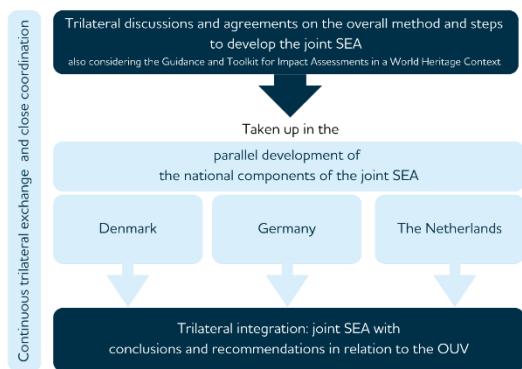 Continuous trilateral exchange and close coordination
Trilateral discussions and agreements on the overall method and steps
to develop the joint SEA
also considering the Guidance and Toolkit for Impact Assessments in a World Heritage Context
Taken up in the
parallel development of
the national components of the joint SEA
Denmark
Germany
The Netherlands
Trilateral integration: joint SEA with
conclusions and recommendations in relation to the OUV